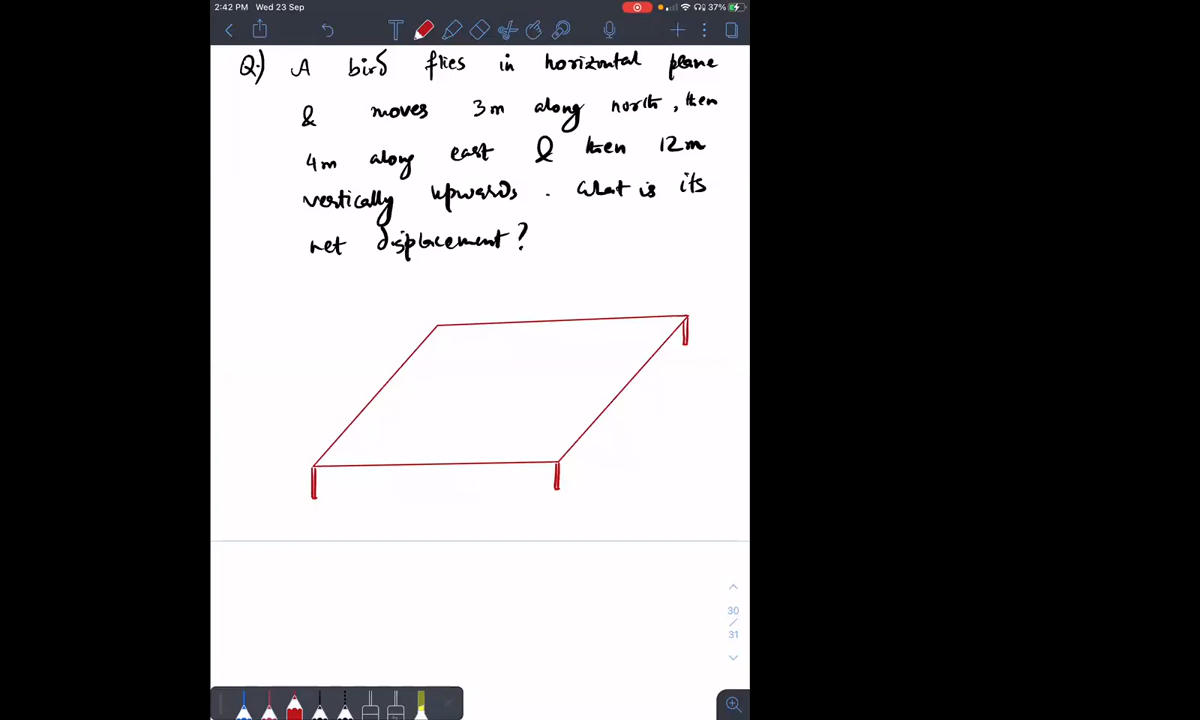 2:42 PM Wed 23 Sep 37%
T
Q.) A bird flies in horizontal plane
& moves 3m along north, then
4m along east & then 12m
vertically upwards. What is its
net displacement?
30
/
31